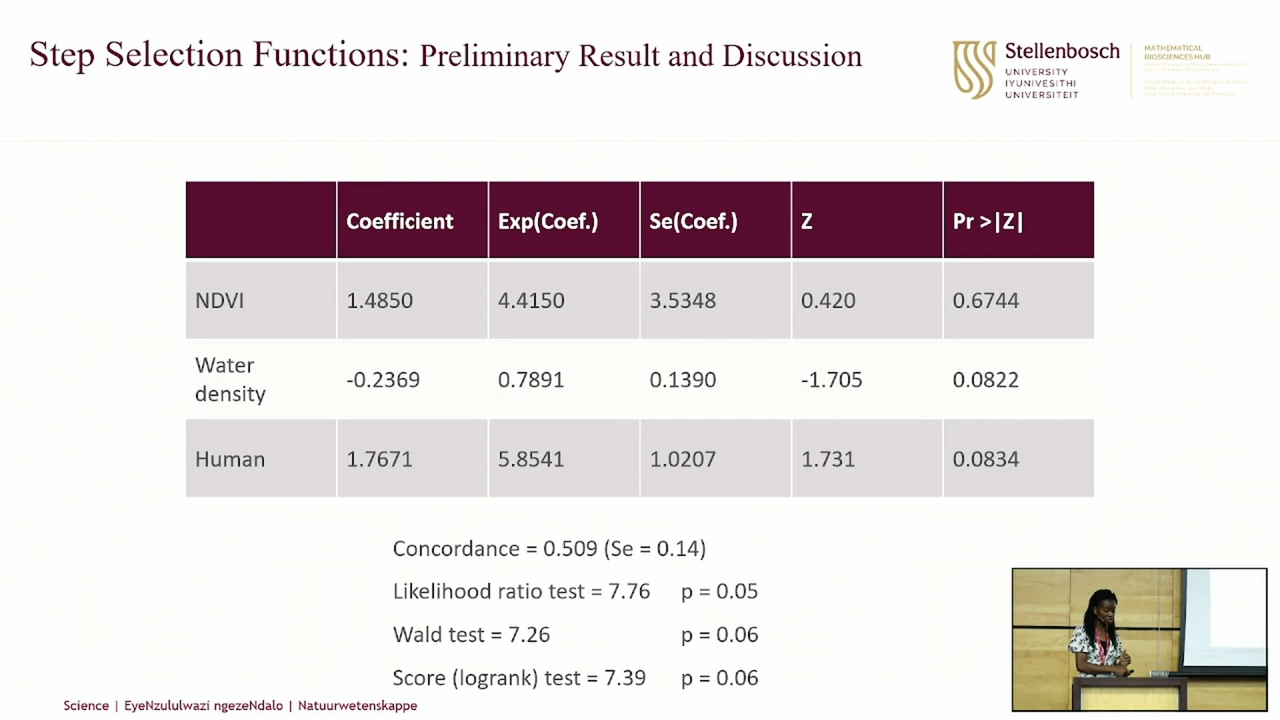 Step Selection Functions: Preliminary Result and Discussion
Stellenbosch
UNIVERSITY
IYUNIVESITHI
UNIVERSITEIT
MATHEMATICAL
BIOSCIENCES HUB
Coefficient Exp(Coef.) Se(Coef.) Z Pr >|Z|
NDVI 1.4850 4.4150 3.5348 0.420 0.6744
Water density -0.2369 0.7891 0.1390 -1.705 0.0822
Human 1.7671 5.8541 1.0207 1.731 0.0834
Concordance = 0.509 (Se = 0.14)
Likelihood ratio test = 7.76 p = 0.05
Wald test = 7.26 p = 0.06
Score (logrank) test = 7.39 p = 0.06
Science | EyeNzululwazi ngezeNdalo | Natuurwetenskappe